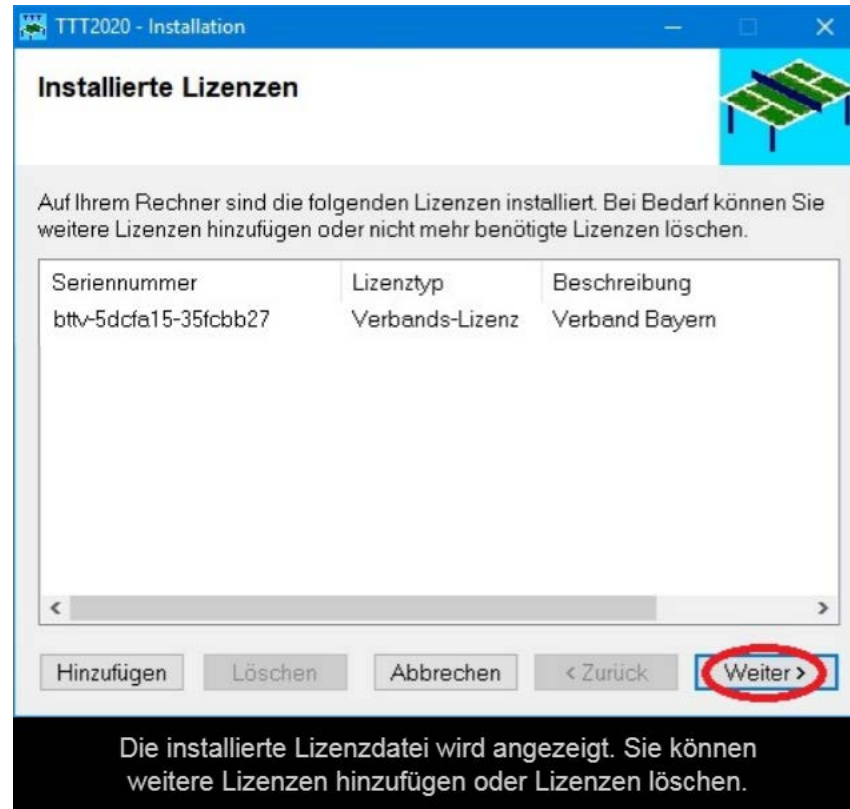 TTT2020 - Installation
Installierte Lizenzen
Auf Ihrem Rechner sind die folgenden Lizenzen installiert. Bei Bedarf können Sie
weitere Lizenzen hinzufügen oder nicht mehr benötigte Lizenzen löschen.
Seriennummer Lizenztyp Beschreibung
bttv-5dcfa15-35fcbb27 Verbands-Lizenz Verband Bayern
Hinzufügen Löschen Abbrechen < Zurück Weiter >
Die installierte Lizenzdatei wird angezeigt. Sie können
weitere Lizenzen hinzufügen oder Lizenzen löschen.